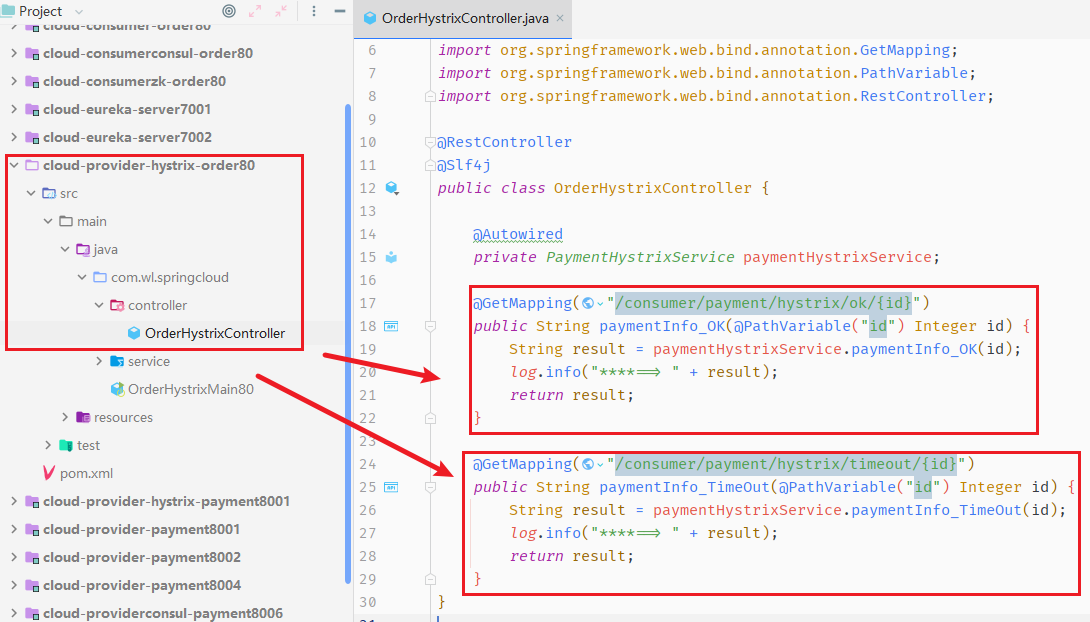 Project
cloud-consumer-order80
cloud-consumerconsul-order80
cloud-consumerzk-order80
cloud-eureka-server7001
cloud-eureka-server7002
cloud-provider-hystrix-order80
src
main
java
com.wl.springcloud
controller
OrderHystrixController
service
OrderHystrixMain80
resources
test
pom.xml
cloud-provider-hystrix-payment8001
cloud-provider-payment8001
cloud-provider-payment8002
cloud-provider-payment8004
cloud-providerconsul-payment8006
OrderHystrixController.java
6 import org.springframework.web.bind.annotation.GetMapping;
7 import org.springframework.web.bind.annotation.PathVariable;
8 import org.springframework.web.bind.annotation.RestController;
9
10 @RestController
11 @Slf4j
12 public class OrderHystrixController {
13
14 @Autowired
15 private PaymentHystrixService paymentHystrixService;
16
17 @GetMapping("/consumer/payment/hystrix/ok/{id}")
18 public String paymentInfo_OK(@PathVariable("id") Integer id) {
19 String result = paymentHystrixService.paymentInfo_OK(id);
20 log.info("****==> " + result);
21 return result;
22 }
23
24 @GetMapping("/consumer/payment/hystrix/timeout/{id}")
25 public String paymentInfo_TimeOut(@PathVariable("id") Integer id) {
26 String result = paymentHystrixService.paymentInfo_TimeOut(id);
27 log.info("****==> " + result);
28 return result;
29 }
30 }
31